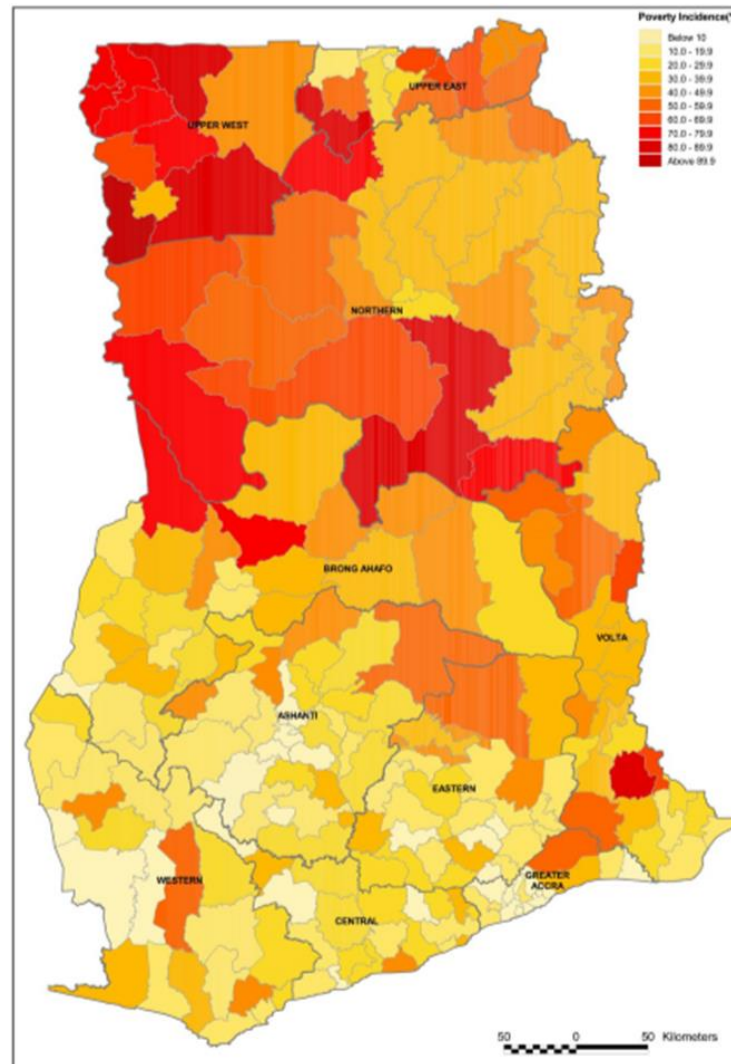 Poverty Incidence(%
Below 10
10.0 - 19.9
20.0 - 29.9
30.0 - 39.9
40.0 - 49.9
50.0 - 59.9
60.0 - 69.9
70.0 - 79.9
80.0 - 89.9
Above 89.9
UPPER EAST
UPPER WEST
NORTHERN
BRONG AHAFO
VOLTA
ASHANTI
EASTERN
WESTERN
GREATER
ACCRA
CENTRAL
50 0 50 Kilometers